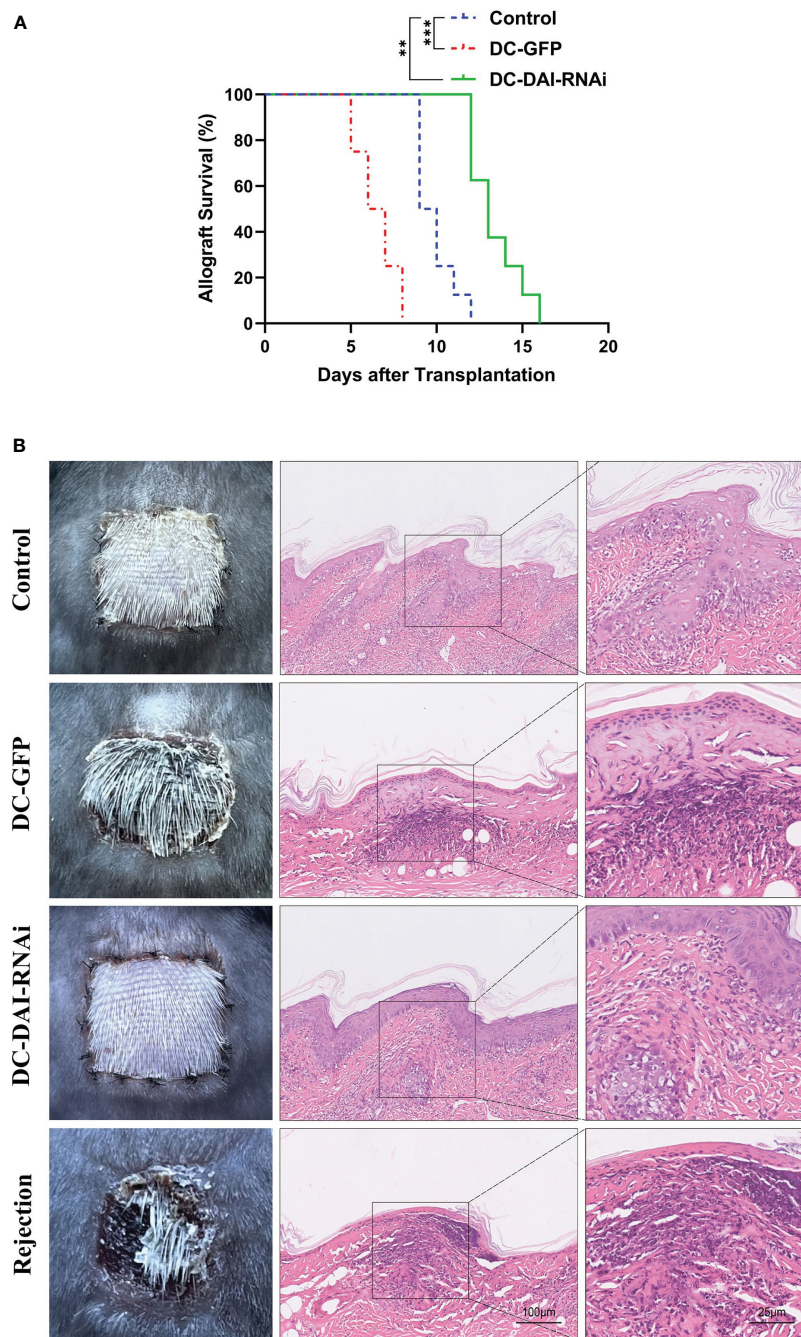 A
Control
DC-GFP
DC-DAI-RNAi
**
***
Allograft Survival (%)
100
80
60
40
20
0
0
5
10
15
20
Days after Transplantation
B
Control
DC-GFP
DC-DAI-RNAi
Rejection
100μm
25μm